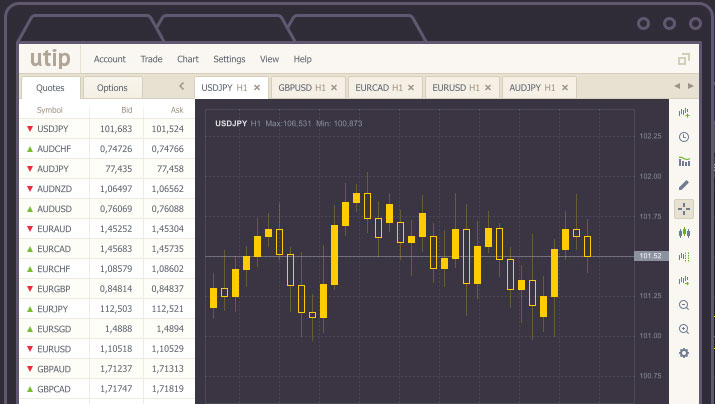 utip Account Trade Chart Settings View Help
Quotes Options USDJPY H1 GBPUSD H1 EURCAD H1 EURUSD H1 AUDJPY H1
Symbol Bid Ask
USDJPY H1 Max:106,531 Min: 100,873
USDJPY 101,683 101,524
AUDCHF 0,74726 0,74766
AUDJPY 77,435 77,458
AUDNZD 1,06497 1,06562
AUDUSD 0,76069 0,76088
EURAUD 1,45252 1,45304
EURCAD 1,45683 1,45735
EURCHF 1,08579 1,08602
EURGBP 0,84814 0,84837
EURJPY 112,503 112,521
EURSGD 1,4888 1,4894
EURUSD 1,10518 1,10529
GBPAUD 1,71237 1,71313
GBPCAD 1,71747 1,71819
102.25
102.00
101.75
101.52
101.25
101.00
100.75